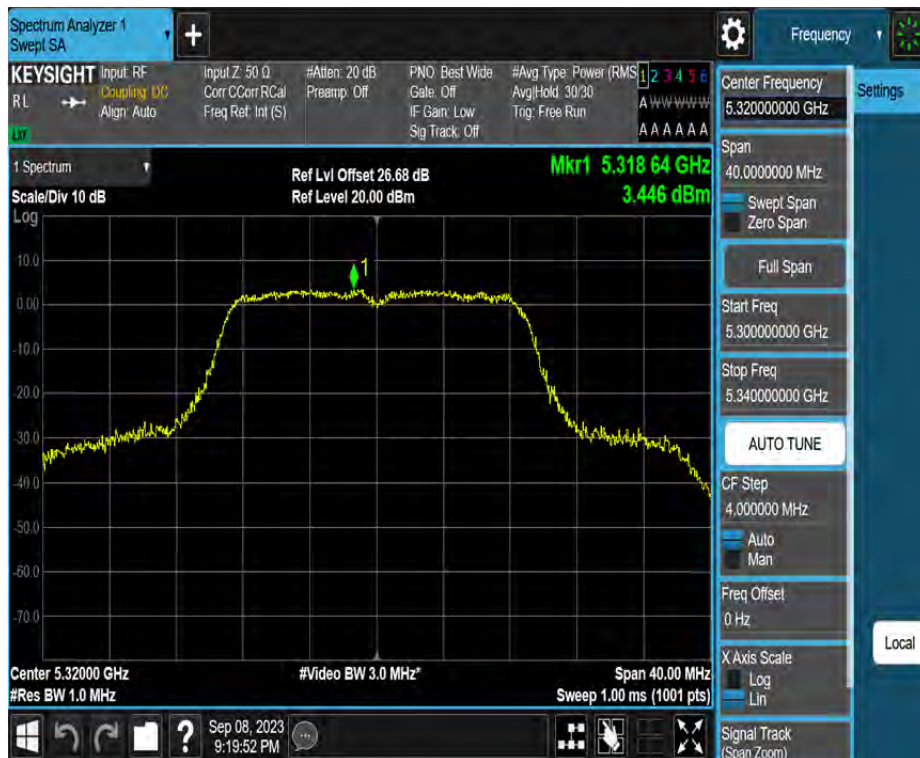 Spectrum Analyzer 1
Swept SA
+
Frequency
KEYSIGHT
RL
LXI
Input: RF
Coupling: DC
Align: Auto
Input Z: 50 Ω
Corr CCorr RCal
Freq Ref: Int (S)
#Atten: 20 dB
Preamp: Off
PNO: Best Wide
Gate: Off
IF Gain: Low
Sig Track: Off
#Avg Type: Power (RMS
Avg|Hold: 30/30
Trig: Free Run
1 2 3 4 5 6
A W W W W W
A A A A A A
1 Spectrum
Scale/Div 10 dB
Ref Lvl Offset 26.68 dB
Ref Level 20.00 dBm
Mkr1 5.318 64 GHz
3.446 dBm
Log
10.0
0.00
-10.0
-20.0
-30.0
-40.0
-50.0
-60.0
-70.0
1
Center 5.32000 GHz
#Res BW 1.0 MHz
#Video BW 3.0 MHz*
Span 40.00 MHz
Sweep 1.00 ms (1001 pts)
Center Frequency
5.320000000 GHz
Settings
Span
40.0000000 MHz
Swept Span
Zero Span
Full Span
Start Freq
5.300000000 GHz
Stop Freq
5.340000000 GHz
AUTO TUNE
CF Step
4.000000 MHz
Auto
Man
Freq Offset
0 Hz
X Axis Scale
Log
Lin
Signal Track
(Span Zoom)
Local
?
Sep 08, 2023
9:19:52 PM